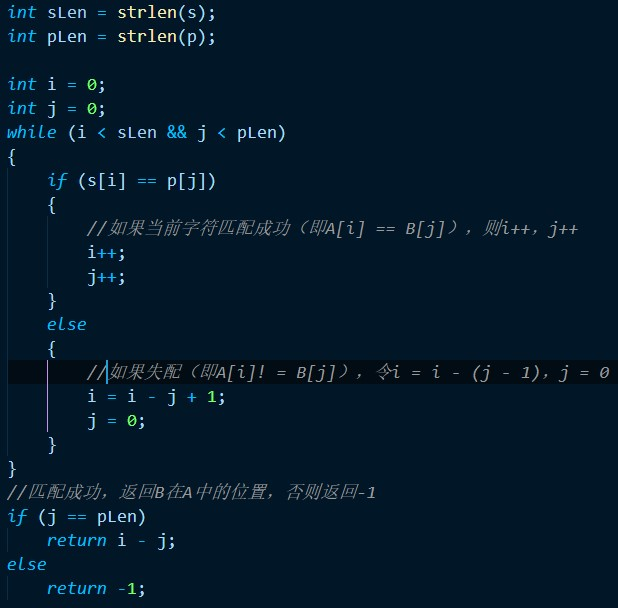 int sLen = strlen(s);
int pLen = strlen(p);
int i = 0;
int j = 0;
while (i < sLen && j < pLen)
{
if (s[i] == p[j])
{
//如果当前字符匹配成功（即A[i] == B[j]），则i++，j++
i++;
j++;
}
else
{
//如果失配（即A[i]! = B[j]），令i = i - (j - 1)，j = 0
i = i - j + 1;
j = 0;
}
}
//匹配成功，返回B在A中的位置，否则返回-1
if (j == pLen)
return i - j;
else
return -1;